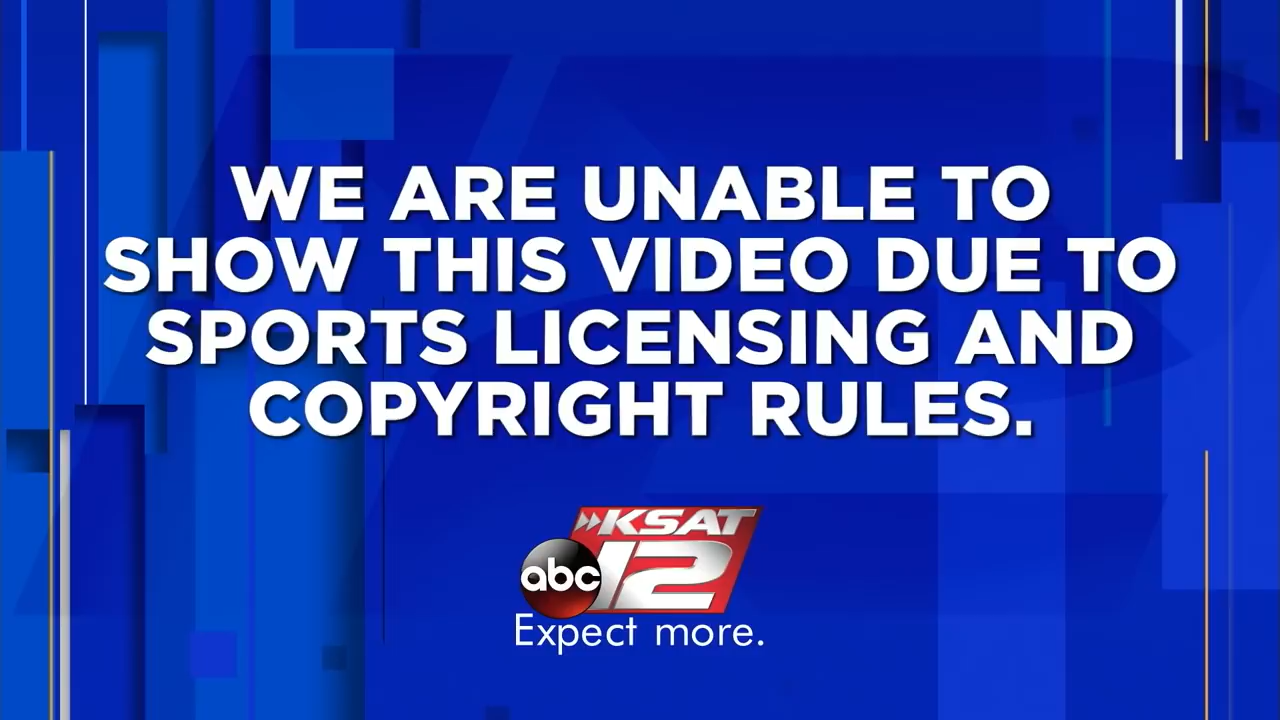 WE ARE UNABLE TO
SHOW THIS VIDEO DUE TO
SPORTS LICENSING AND
COPYRIGHT RULES.
KSAT
abc 12
Expect more.